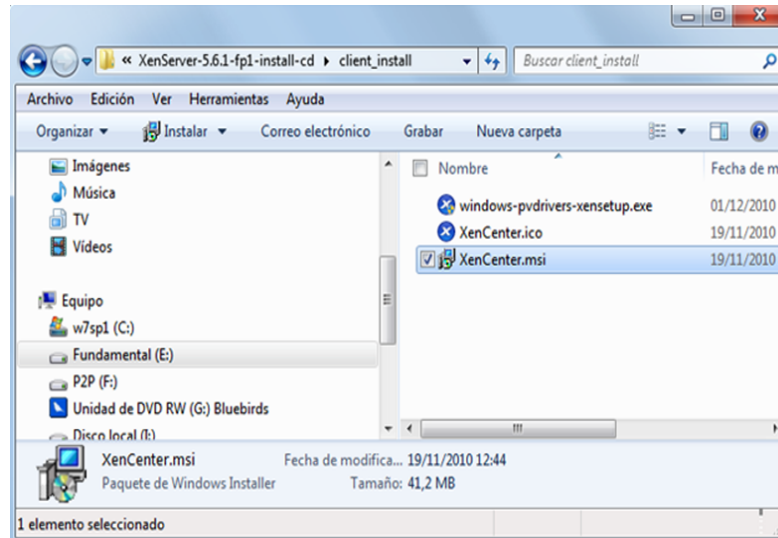 « XenServer-5.6.1-fp1-install-cd ▸ client_install
Buscar client_install
Archivo Edición Ver Herramientas Ayuda
Organizar Instalar Correo electrónico Grabar Nueva carpeta
Imágenes
Música
TV
Vídeos
Equipo
w7sp1 (C:)
Fundamental (E:)
P2P (F:)
Unidad de DVD RW (G:) Bluebirds
Disco local (I:)
Nombre Fecha de m
windows-pvdrivers-xensetup.exe 01/12/2010
XenCenter.ico 19/11/2010
XenCenter.msi 19/11/2010
XenCenter.msi Fecha de modifica... 19/11/2010 12:44
Paquete de Windows Installer Tamaño: 41,2 MB
1 elemento seleccionado